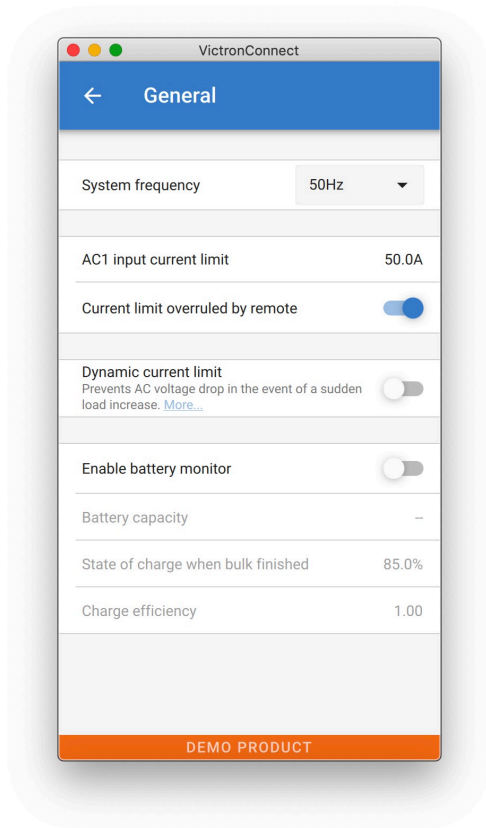 VictronConnect
General
System frequency 50Hz
AC1 input current limit 50.0A
Current limit overruled by remote
Dynamic current limit
Prevents AC voltage drop in the event of a sudden
load increase. More...
Enable battery monitor
Battery capacity --
State of charge when bulk finished 85.0%
Charge efficiency 1.00
DEMO PRODUCT